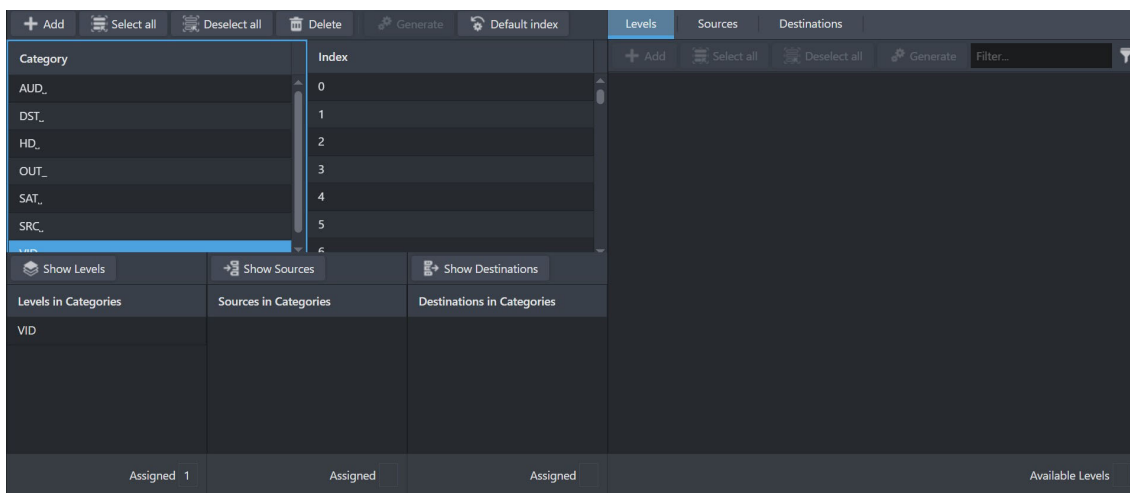 Add Select all Deselect all Delete Generate Default index Levels Sources Destinations
Category Index Add Select all Deselect all Generate Filter...
AUD_ 0
DST_ 1
HD_ 2
OUT_ 3
SAT_ 4
SRC_ 5
VID 6
Show Levels Show Sources Show Destinations
Levels in Categories Sources in Categories Destinations in Categories
VID
Assigned 1 Assigned Assigned Available Levels